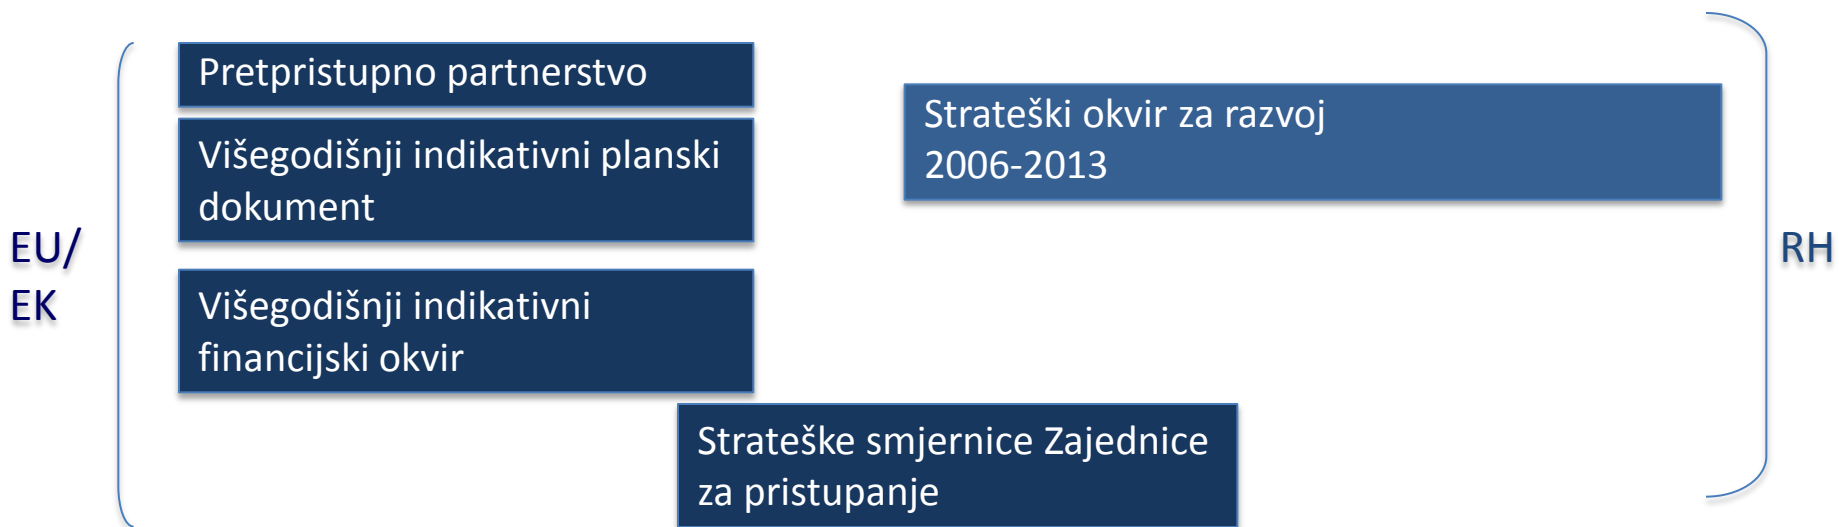 EU/
EK
Pretpristupno partnerstvo
Višegodišnji indikativni planski
dokument
Višegodišnji indikativni
financijski okvir
Strateške smjernice Zajednice
za pristupanje
Strateški okvir za razvoj
2006-2013
RH